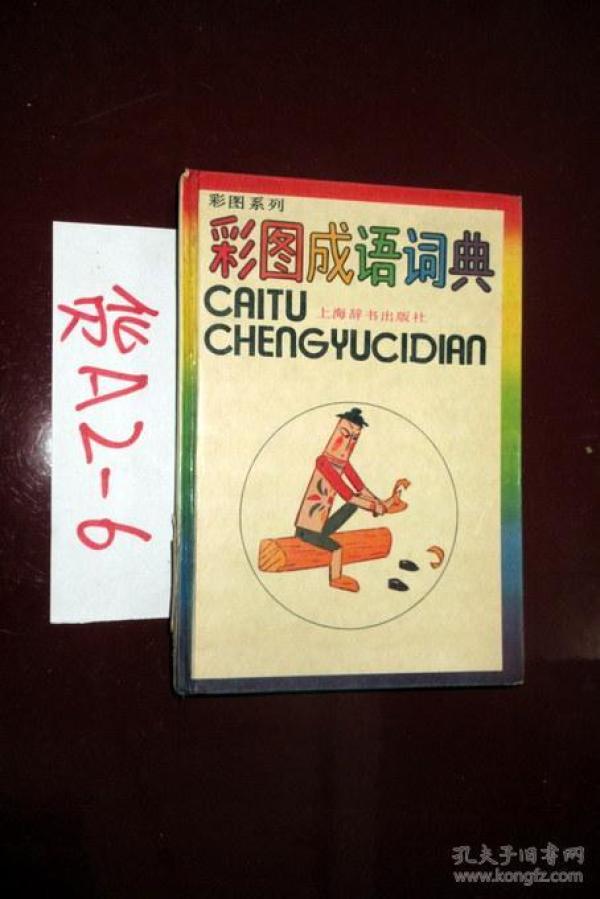 彩图系列
彩图成语词典
CAITU
上海辞书出版社
CHENGYUCIDIAN
货A2-6
孔夫子旧书网
www.kongfz.com